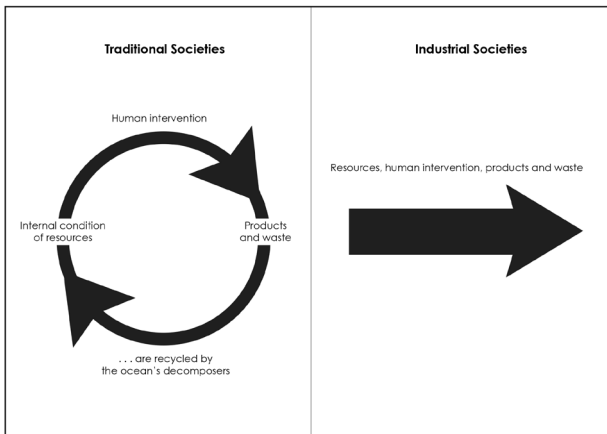 Traditional Societies
Human intervention
Internal condition
of resources
Products
and waste
. . . are recycled by
the ocean's decomposers
Industrial Societies
Resources, human intervention, products and waste